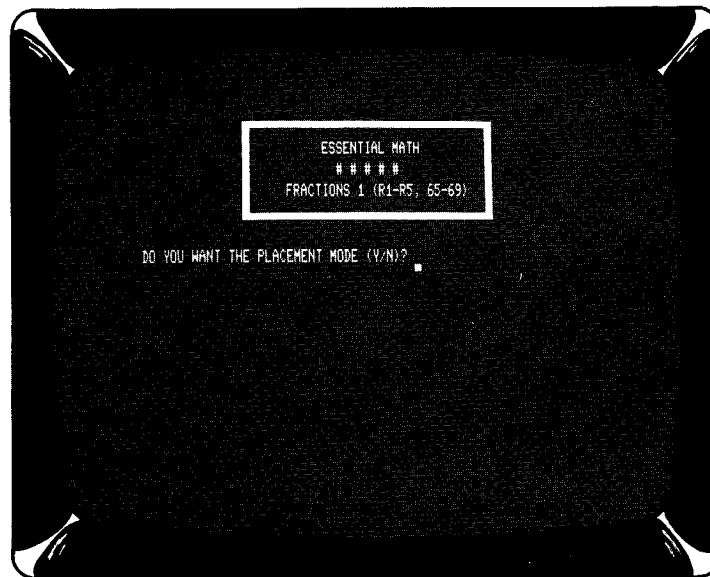 ESSENTIAL MATH
# # # # #
FRACTIONS 1 (R1-R5, 65-69)
DO YOU WANT THE PLACEMENT MODE (Y/N)?